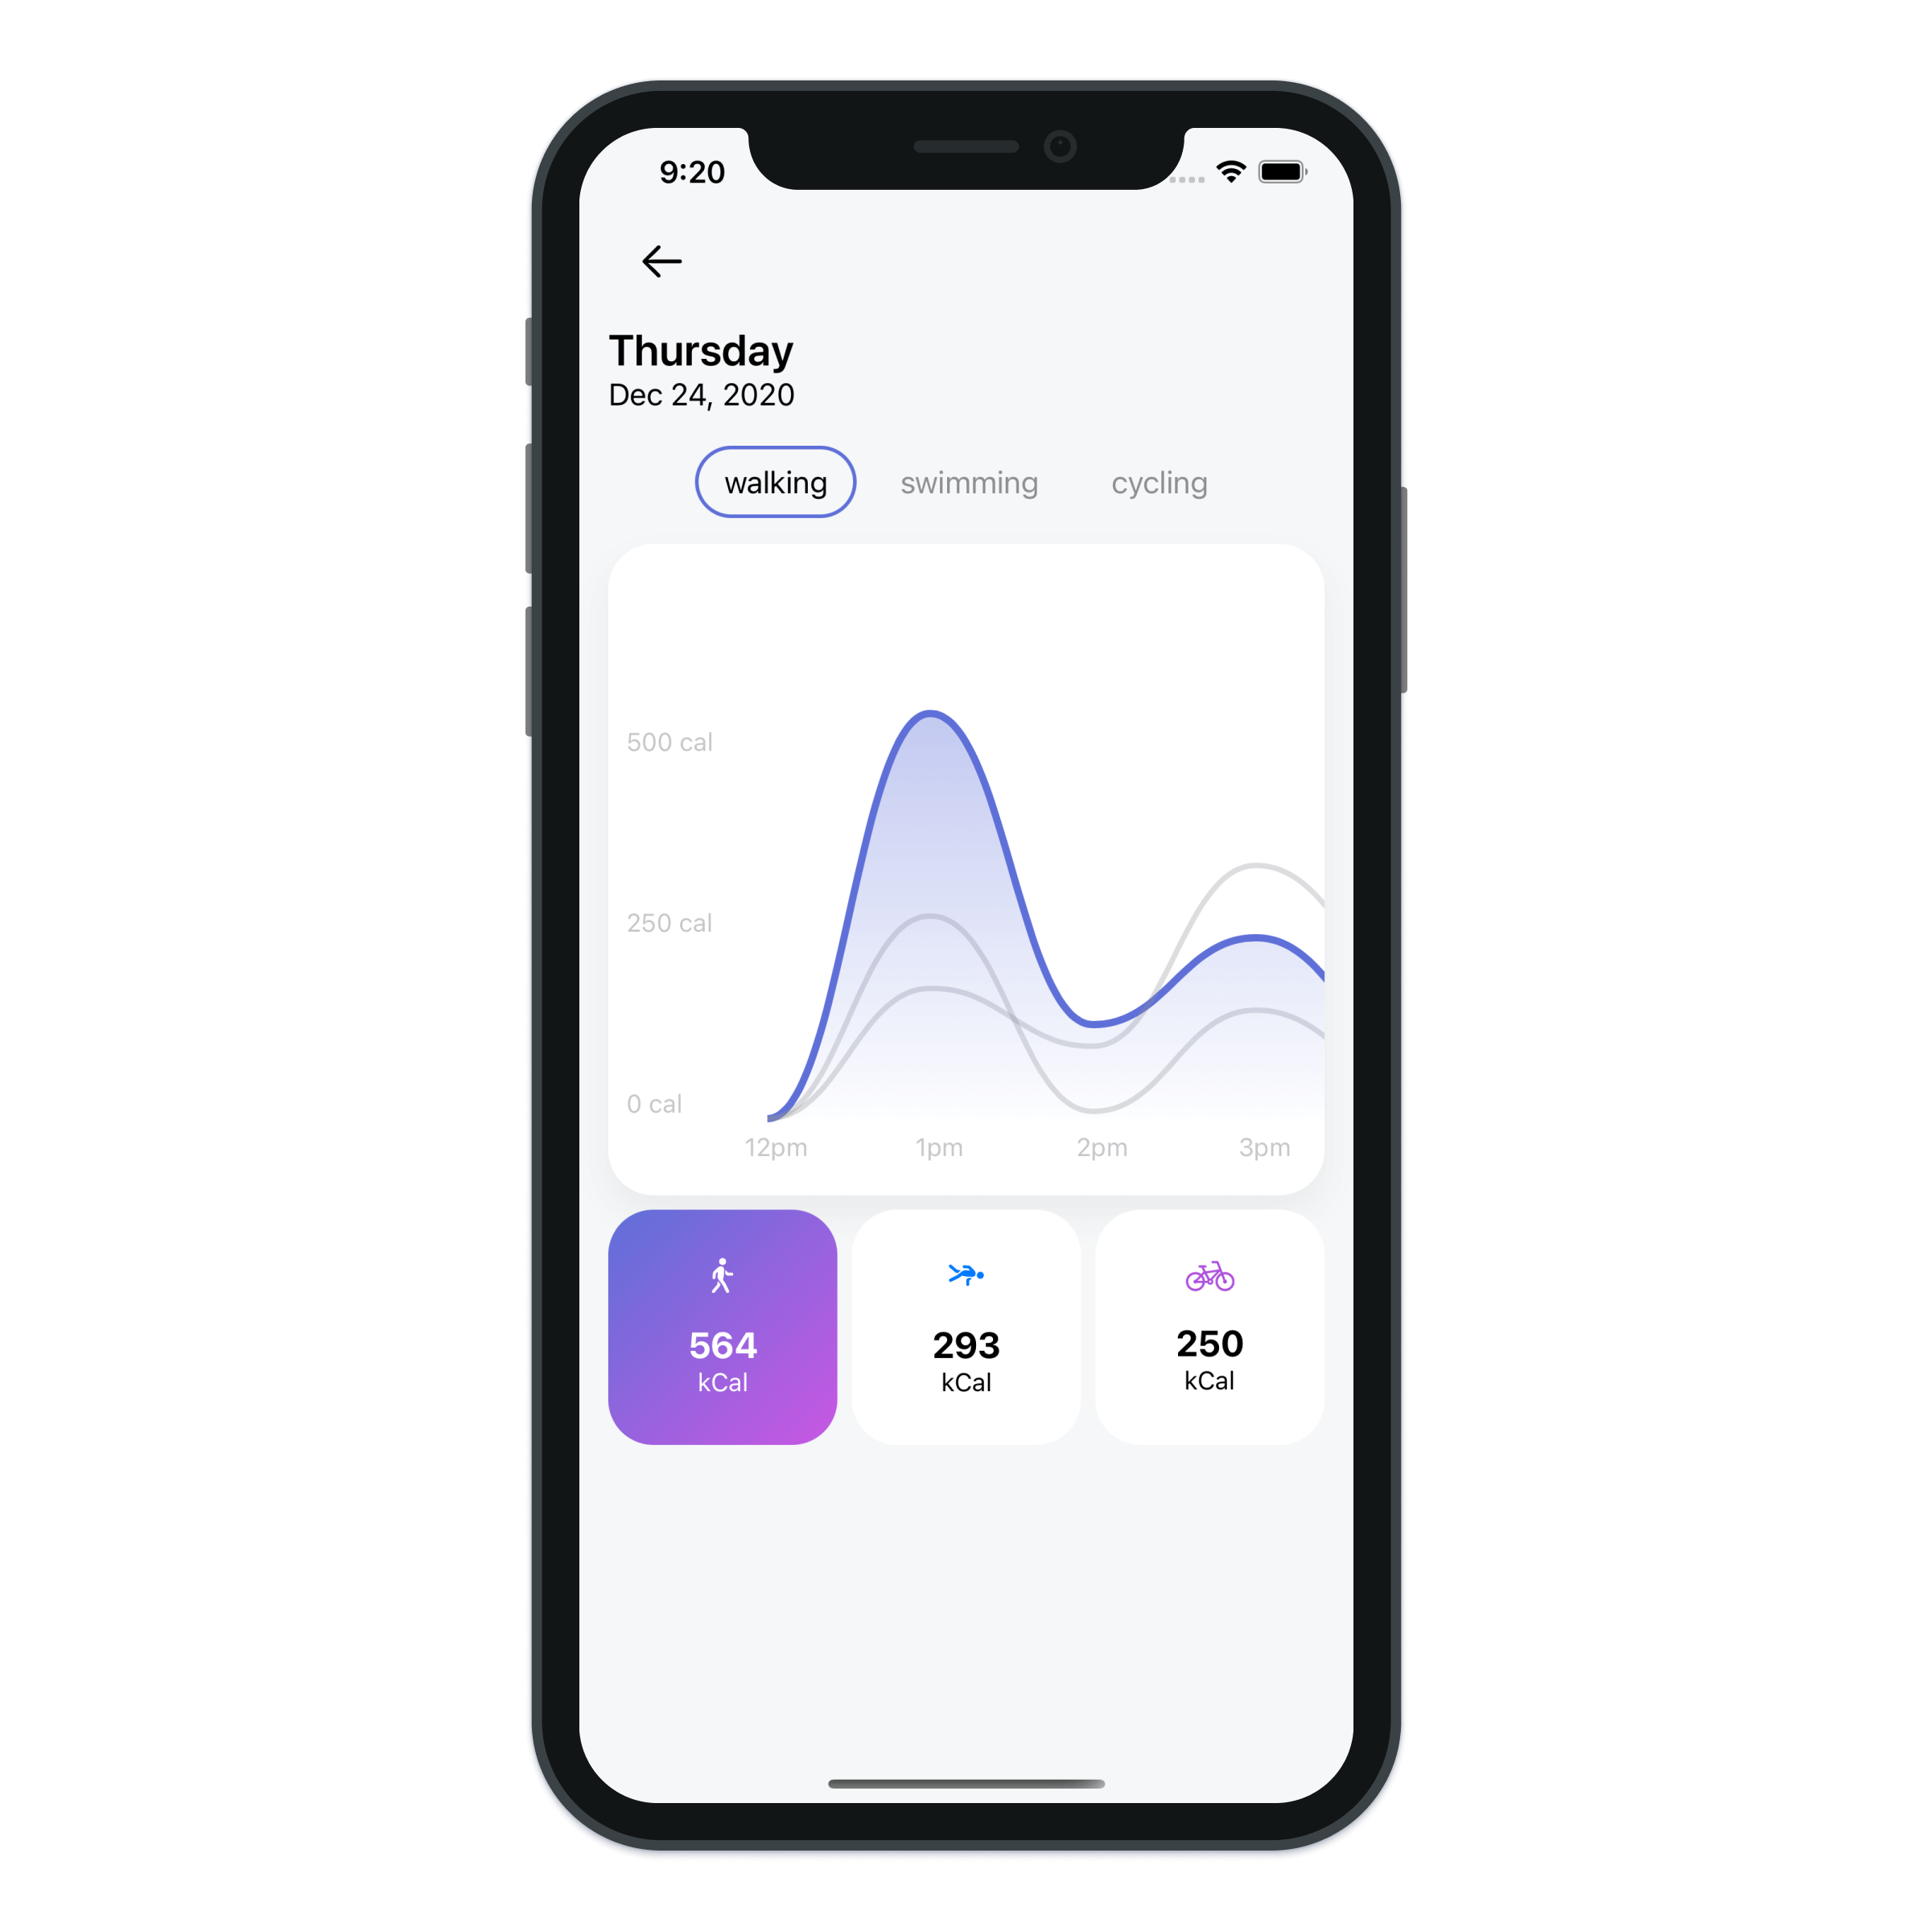 9:20
Thursday
Dec 24, 2020
walking swimming cycling
500 cal
250 cal
0 cal
12pm 1pm 2pm 3pm
564 293 250
kCal kCal kCal